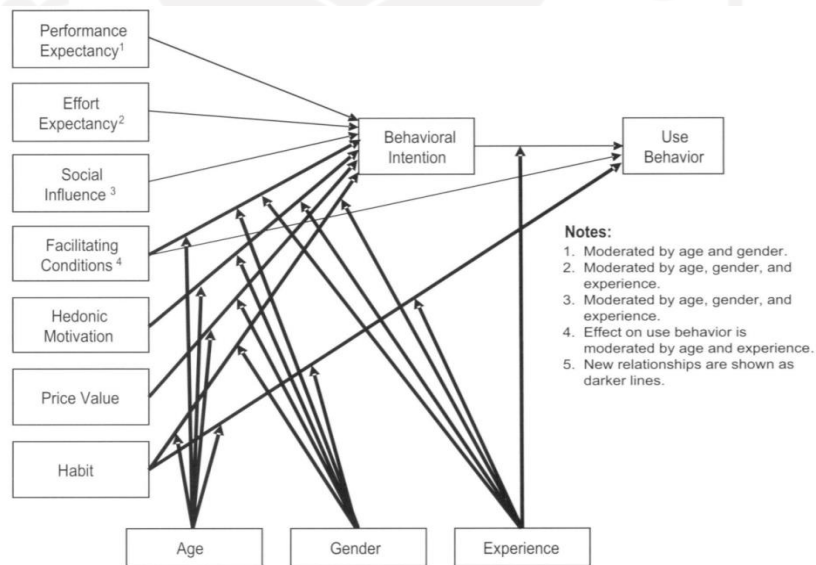 Performance
Expectancy1
Effort
Expectancy2
Social
Influence 3
Facilitating
Conditions 4
Hedonic
Motivation
Price Value
Habit
Behavioral
Intention
Use
Behavior
Notes:
1. Moderated by age and gender.
2. Moderated by age, gender, and
experience.
3. Moderated by age, gender, and
experience.
4. Effect on use behavior is
moderated by age and experience.
5. New relationships are shown as
darker lines.
Age
Gender
Experience